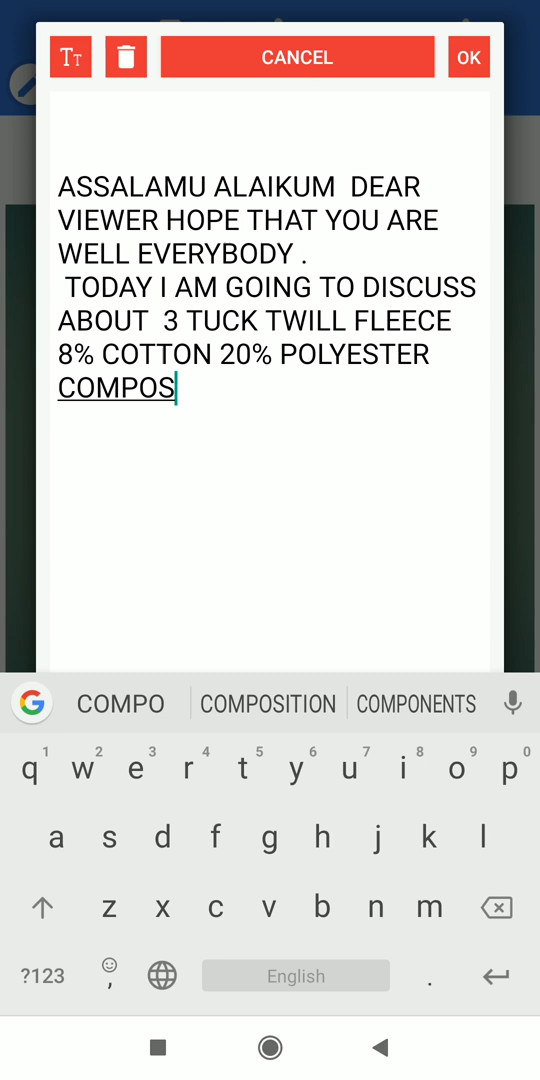 TT CANCEL OK
ASSALAMU ALAIKUM  DEAR
VIEWER HOPE THAT YOU ARE
WELL EVERYBODY .
TODAY I AM GOING TO DISCUSS
ABOUT  3 TUCK TWILL FLEECE
8% COTTON 20% POLYESTER
COMPOS
G COMPO COMPOSITION COMPONENTS
1 2 3 4 5 6 7 8 9 0
q w e r t y u i o p
a s d f g h j k l
z x c v b n m
?123 , English .